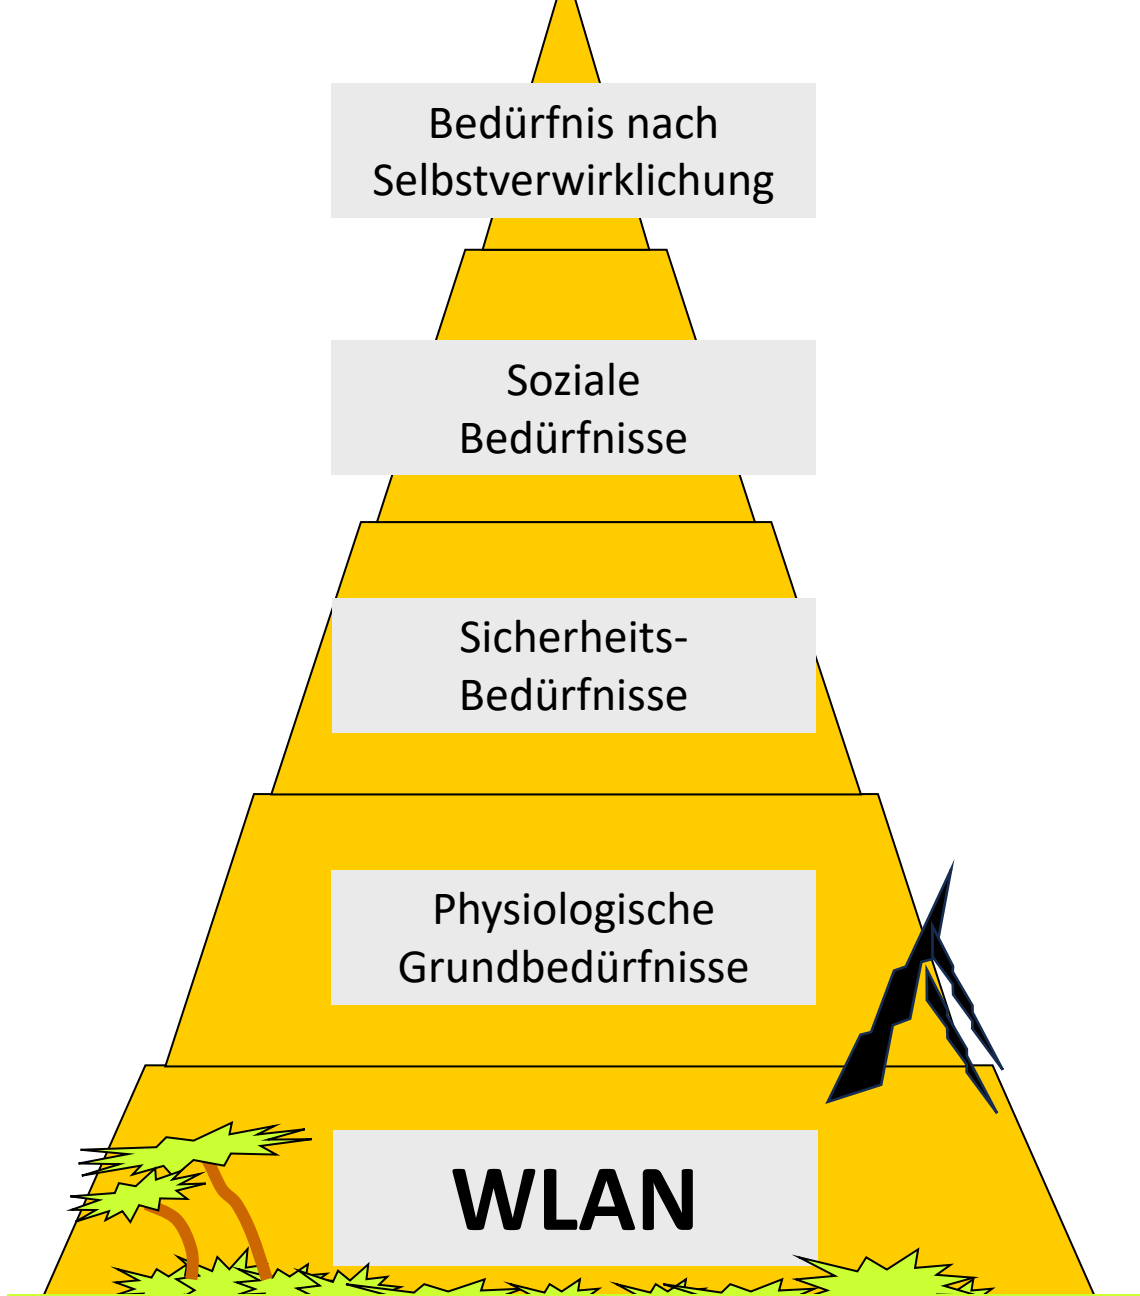 Bedürfnis nach
Selbstverwirklichung
Soziale
Bedürfnisse
Sicherheits-
Bedürfnisse
Physiologische
Grundbedürfnisse
WLAN